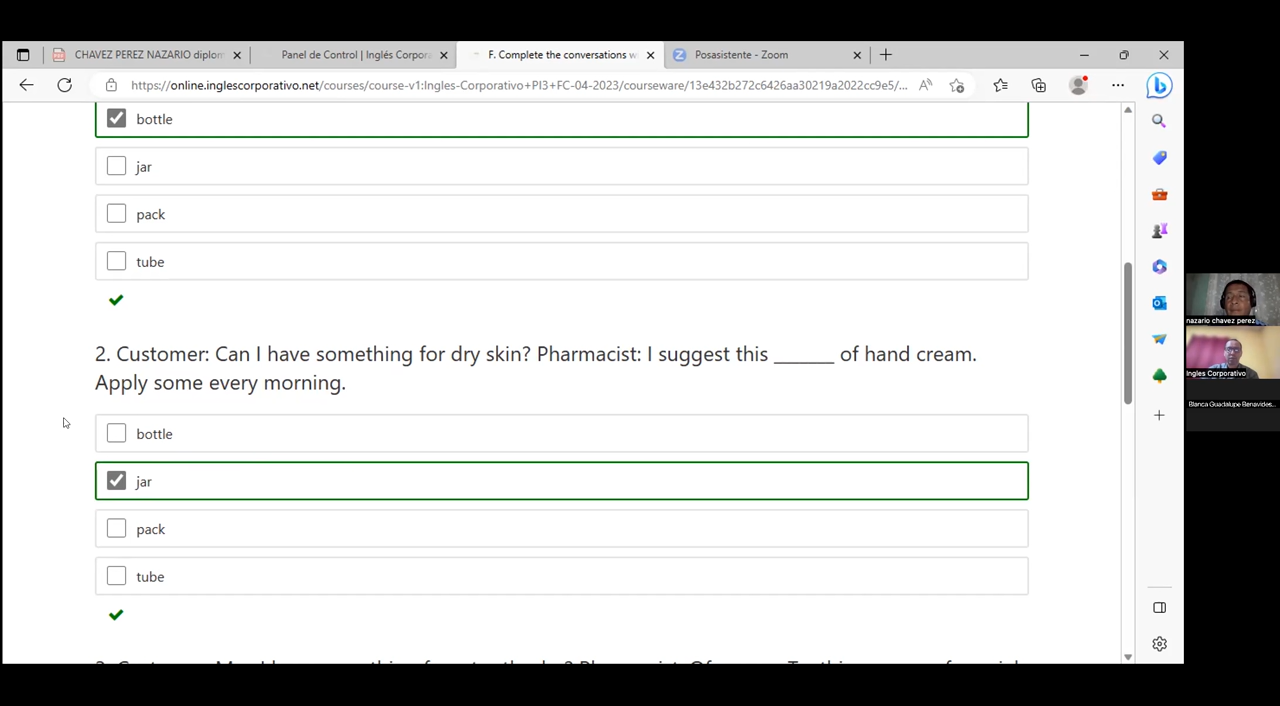 CHAVEZ PEREZ NAZARIO diplom
Panel de Control | Inglés Corpora
F. Complete the conversations w
Posasistente - Zoom
https://online.inglescorporativo.net/courses/course-v1:Ingles-Corporativo+PI3+FC-04-2023/courseware/13e432b272c6426aa30219a2022cc9e5/...
bottle
jar
pack
tube
2. Customer: Can I have something for dry skin? Pharmacist: I suggest this ______ of hand cream.
Apply some every morning.
bottle
jar
pack
tube
nazario chavez perez
Ingles Corporativo
Blanca Guadalupe Benavides...